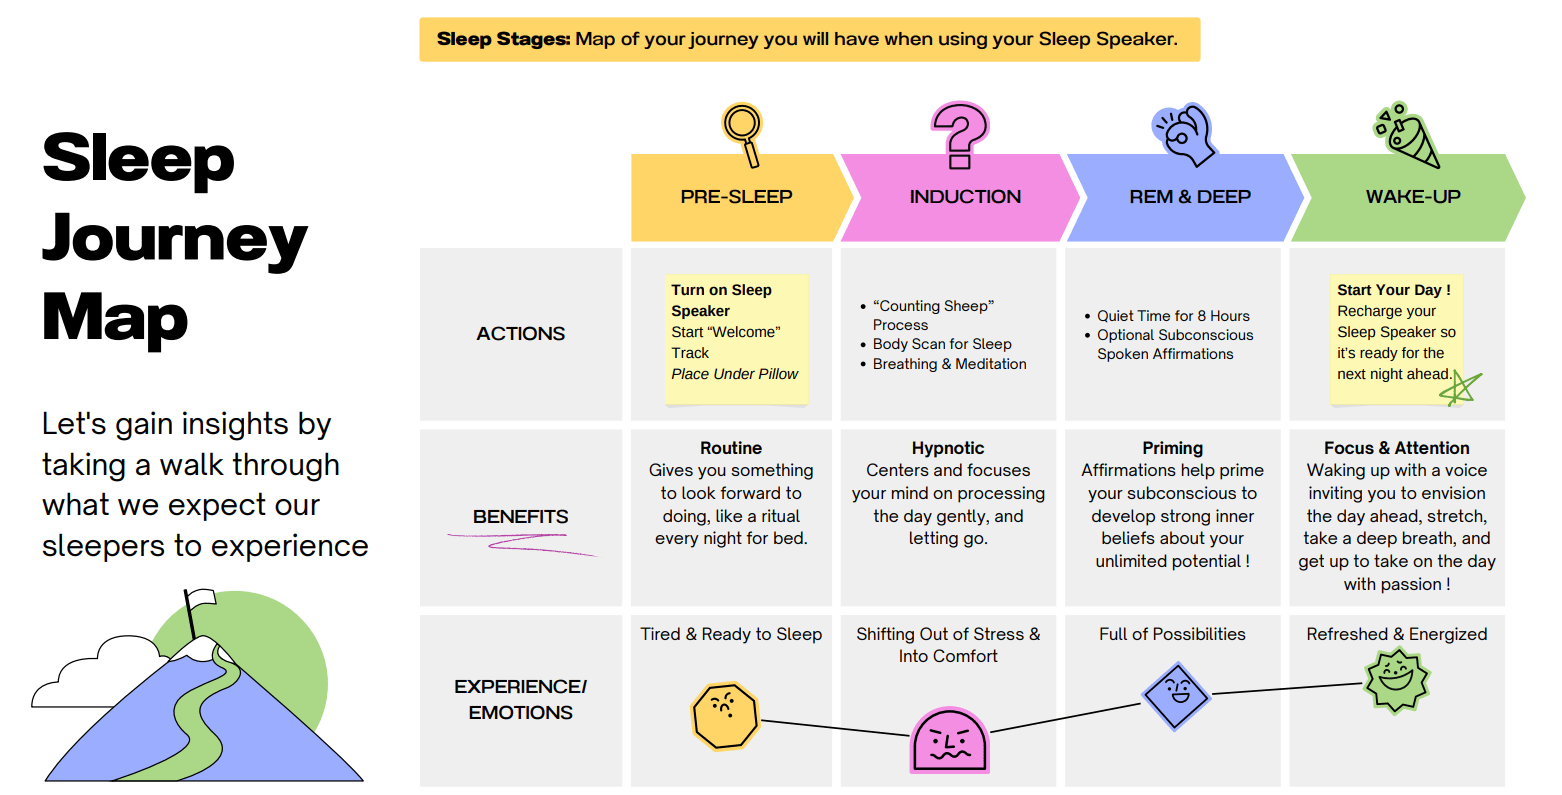 Sleep Stages: Map of your journey you will have when using your Sleep Speaker.
Sleep
Journey
Map
Let's gain insights by
taking a walk through
what we expect our
sleepers to experience
PRE-SLEEP
INDUCTION
REM & DEEP
WAKE-UP
ACTIONS
Turn on Sleep
Speaker
Start “Welcome”
Track
Place Under Pillow
• “Counting Sheep”
Process
• Body Scan for Sleep
• Breathing & Meditation
• Quiet Time for 8 Hours
• Optional Subconscious
Spoken Affirmations
Start Your Day !
Recharge your
Sleep Speaker so
it’s ready for the
next night ahead.
BENEFITS
Routine
Gives you something
to look forward to
doing, like a ritual
every night for bed.
Hypnotic
Centers and focuses
your mind on processing
the day gently, and
letting go.
Priming
Affirmations help prime
your subconscious to
develop strong inner
beliefs about your
unlimited potential !
Focus & Attention
Waking up with a voice
inviting you to envision
the day ahead, stretch,
take a deep breath, and
get up to take on the day
with passion !
EXPERIENCE/
EMOTIONS
Tired & Ready to Sleep
Shifting Out of Stress &
Into Comfort
Full of Possibilities
Refreshed & Energized